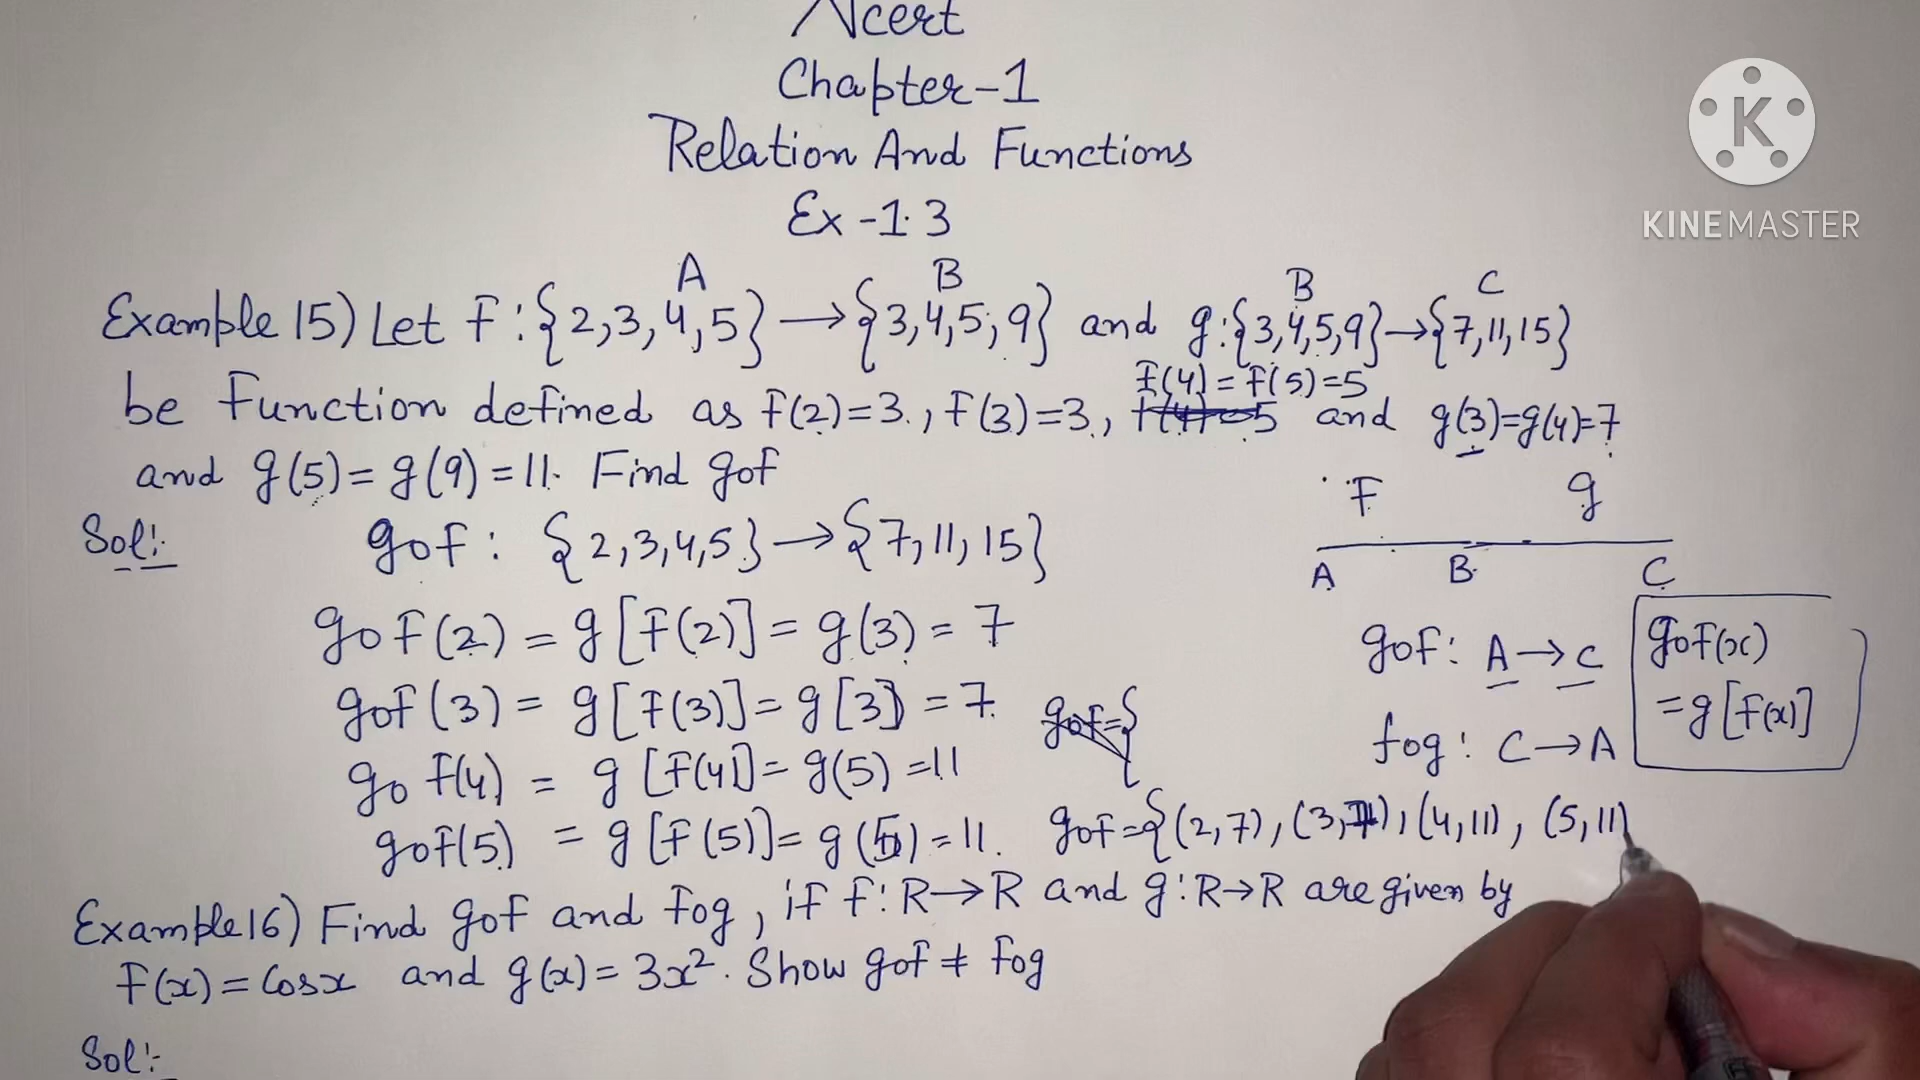 Ncert
Chapter-1
Relation And Functions
Ex-1.3
A B B C
Example 15) Let F:{2,3,4,5}→{3,4,5,9} and g:{3,4,5,9}→{7,11,15}
F(4)=F(5)=5
be Function defined as F(2)=3., F(3)=3., F(4)=5 and g(3)=g(4)=7
and g(5)=g(9)=11. Find gof
F g
A B C
Sol:- gof: {2,3,4,5}→{7,11,15}
goF(2)=g[F(2)]=g(3)=7
goF(3)=g[F(3)]=g[3]=7
go F(4)=g[F(4)]=g(5)=11
goF(5)=g[F(5)]=g(5)=11.
gof={
gof: A→C
fog: C→A
gof(x)
=g[F(x)]
gof={(2,7),(3,7),(4,11),(5,11)
Example 16) Find gof and fog, if f:R→R and g:R→R are given by
F(x)=Cosx and g(x)=3x². Show gof ≠ fog
Sol:-
K
KINEMASTER